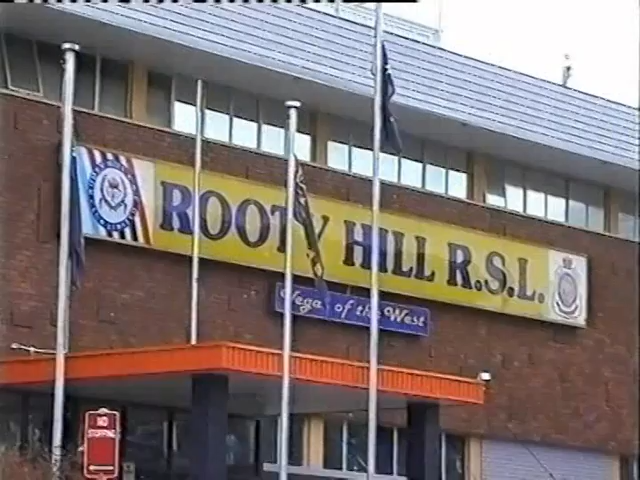 ROOTY HILL R.S.L.
Vegas of the West
NO
STOPPING